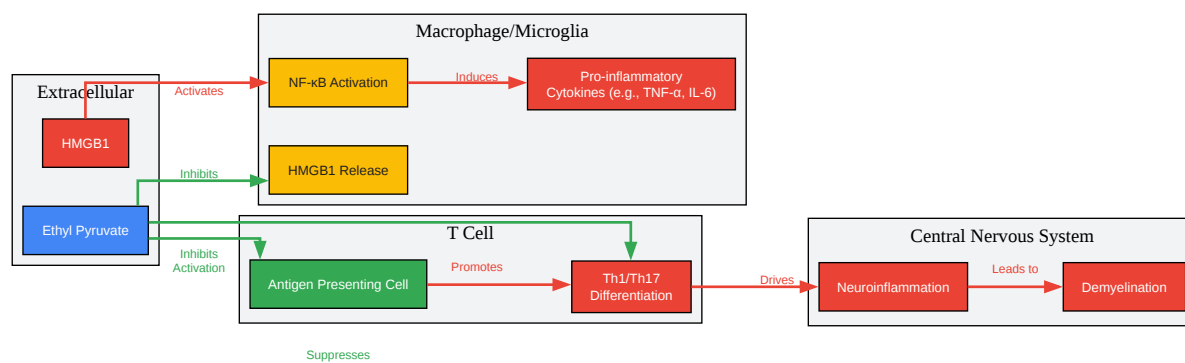 Macrophage/Microglia
Extracellular
NF-κB Activation
Induces
Pro-inflammatory
Cytokines (e.g., TNF-α, IL-6)
Activates
HMGB1
Inhibits
HMGB1 Release
Ethyl Pyruvate
T Cell
Central Nervous System
Inhibits
Activation
Promotes
Antigen Presenting Cell
Th1/Th17
Differentiation
Drives
Neuroinflammation
Leads to
Demyelination
Suppresses